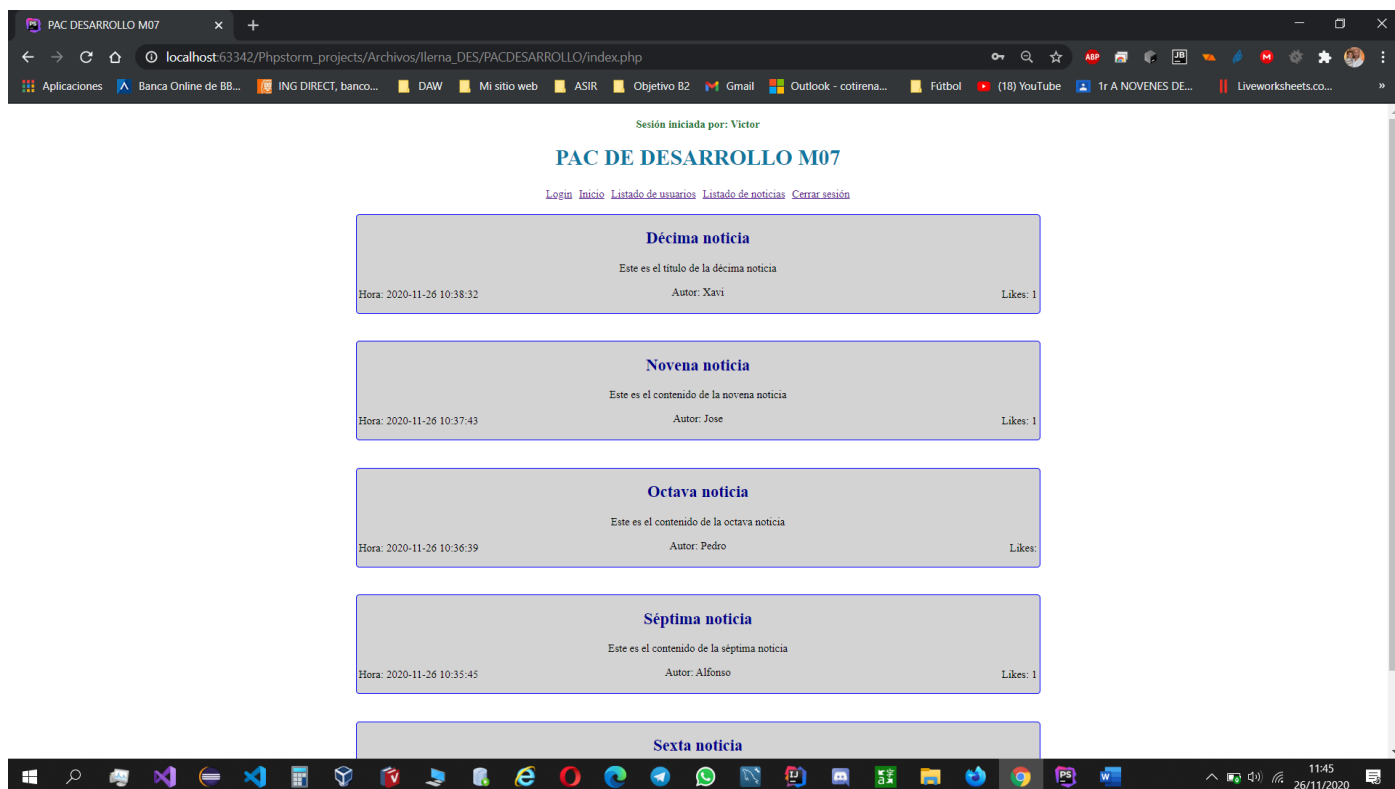 PAC DESARROLLO M07
localhost:63342/Phpstorm_projects/Archivos/Ilerna_DES/PACDESARROLLO/index.php
Aplicaciones Banca Online de BB... ING DIRECT, banco... DAW Mi sitio web ASIR Objetivo B2 Gmail Outlook - cotirena... Fútbol (18) YouTube 1r A NOVENES DE... Liveworksheets.co... »
Sesión iniciada por: Victor
PAC DE DESARROLLO M07
Login Inicio Listado de usuarios Listado de noticias Cerrar sesión
Décima noticia
Este es el título de la décima noticia
Hora: 2020-11-26 10:38:32 Autor: Xavi Likes: 1
Novena noticia
Este es el contenido de la novena noticia
Hora: 2020-11-26 10:37:43 Autor: Jose Likes: 1
Octava noticia
Este es el contenido de la octava noticia
Hora: 2020-11-26 10:36:39 Autor: Pedro Likes:
Séptima noticia
Este es el contenido de la séptima noticia
Hora: 2020-11-26 10:35:45 Autor: Alfonso Likes: 1
Sexta noticia
11:45
26/11/2020